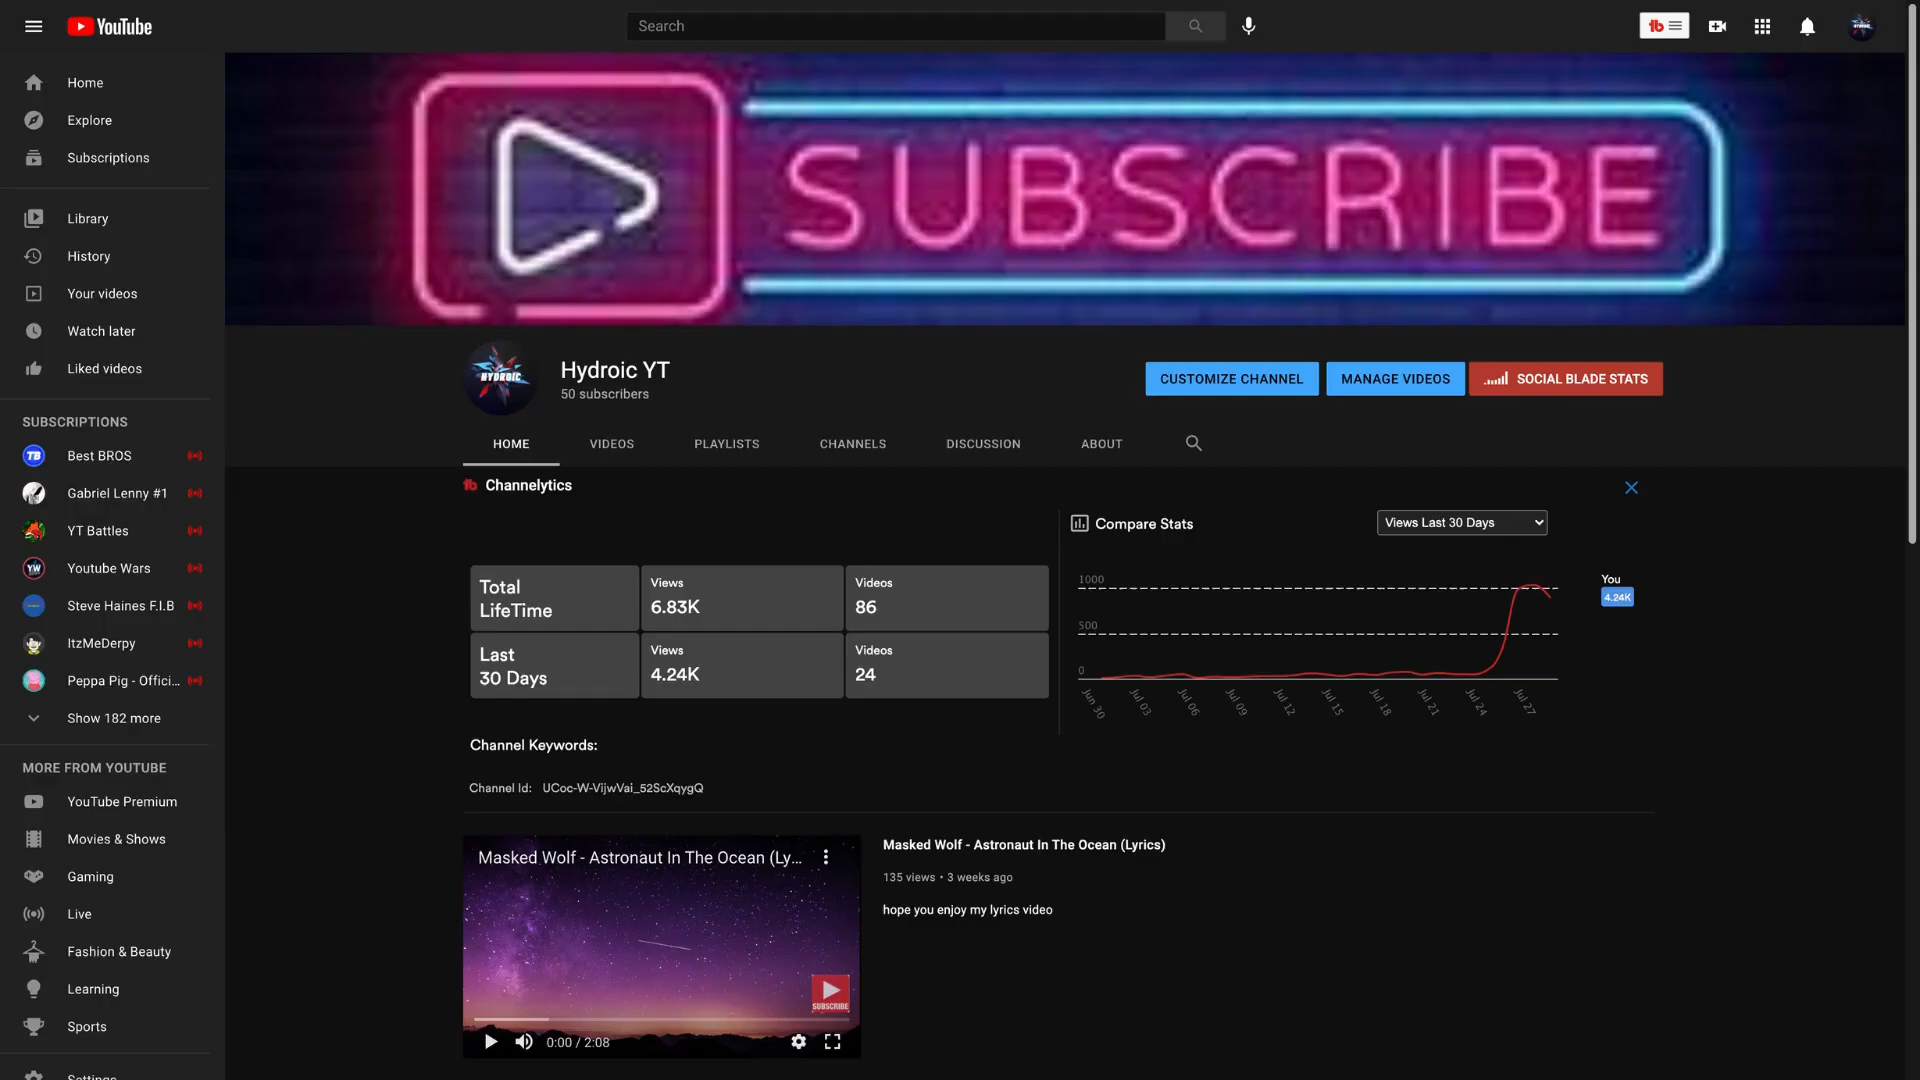 YouTube
Search
Home
Explore
Subscriptions
Library
History
Your videos
Watch later
Liked videos
SUBSCRIPTIONS
Best BROS
Gabriel Lenny #1
YT Battles
Youtube Wars
Steve Haines F.I.B
ItzMeDerpy
Peppa Pig - Offici...
Show 182 more
MORE FROM YOUTUBE
YouTube Premium
Movies & Shows
Gaming
Live
Fashion & Beauty
Learning
Sports
Settings
SUBSCRIBE
HYDROIC
Hydroic YT
50 subscribers
CUSTOMIZE CHANNEL
MANAGE VIDEOS
SOCIAL BLADE STATS
HOME VIDEOS PLAYLISTS CHANNELS DISCUSSION ABOUT
tb Channelytics
Total LifeTime
Views
6.83K
Videos
86
Last 30 Days
Views
4.24K
Videos
24
Compare Stats
Views Last 30 Days
1000
500
0
Jun 30 Jul 03 Jul 06 Jul 09 Jul 12 Jul 15 Jul 18 Jul 21 Jul 24 Jul 27
You
4.24K
Channel Keywords:
Channel Id: UCoc-W-VijwVai_52ScXqygQ
Masked Wolf - Astronaut In The Ocean (Ly...
SUBSCRIBE
0:00 / 2:08
Masked Wolf - Astronaut In The Ocean (Lyrics)
135 views • 3 weeks ago
hope you enjoy my lyrics video